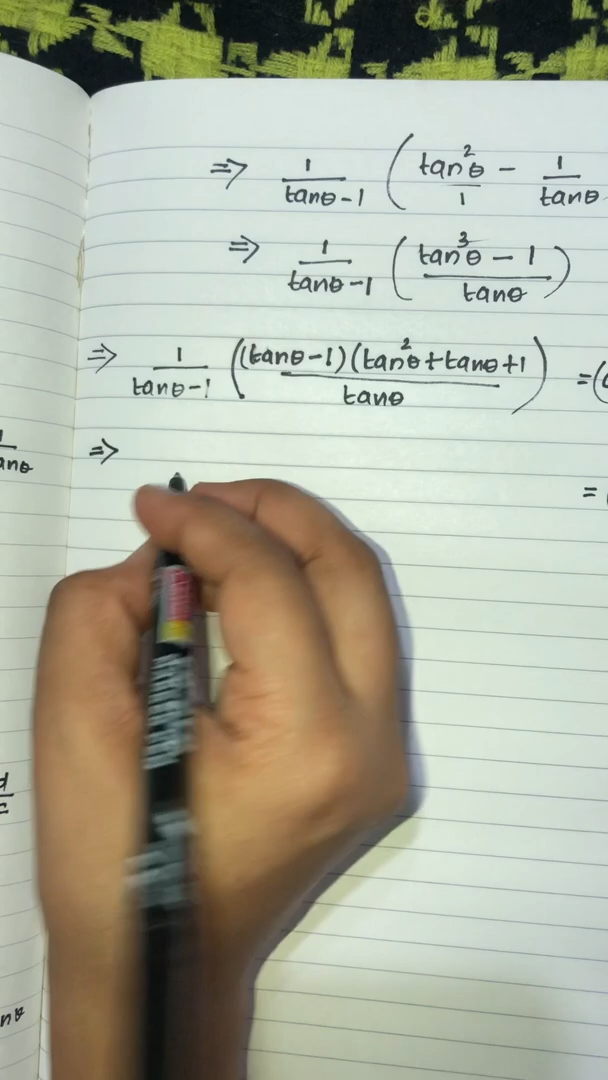 ⇒ 1/(tanθ-1) (tan²θ/1 - 1/tanθ
⇒ 1/(tanθ-1) ((tan³θ - 1)/tanθ)
⇒ 1/(tanθ-1) ((tanθ-1)(tan²θ+tanθ+1)/tanθ) = (
⇒
= (